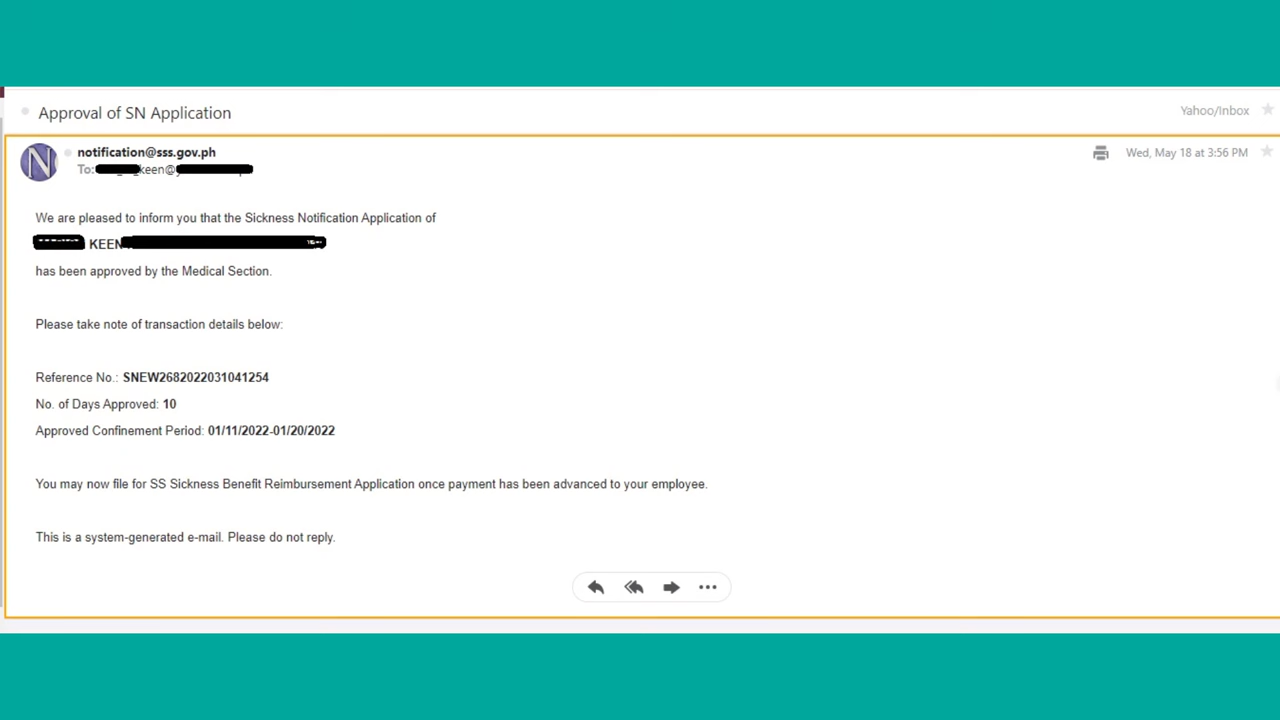 Approval of SN Application
Yahoo/Inbox
N
notification@sss.gov.ph
Wed, May 18 at 3:56 PM
To: keen@
We are pleased to inform you that the Sickness Notification Application of
KEEN
has been approved by the Medical Section.
Please take note of transaction details below:
Reference No.: SNEW2682022031041254
No. of Days Approved: 10
Approved Confinement Period: 01/11/2022-01/20/2022
You may now file for SS Sickness Benefit Reimbursement Application once payment has been advanced to your employee.
This is a system-generated e-mail. Please do not reply.